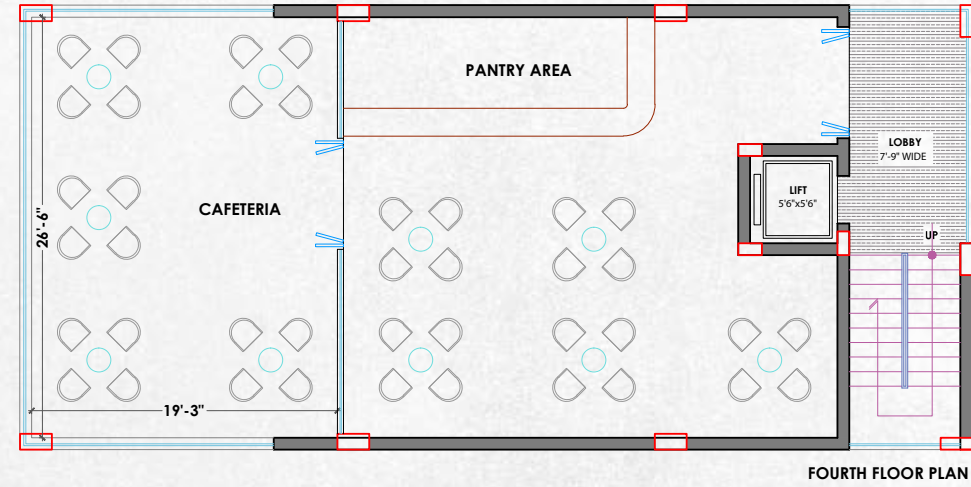 PANTRY AREA
LOBBY
7'-9" WIDE
LIFT
5'6"x5'6"
CAFETERIA
26'-6"
UP
19'-3"
FOURTH FLOOR PLAN